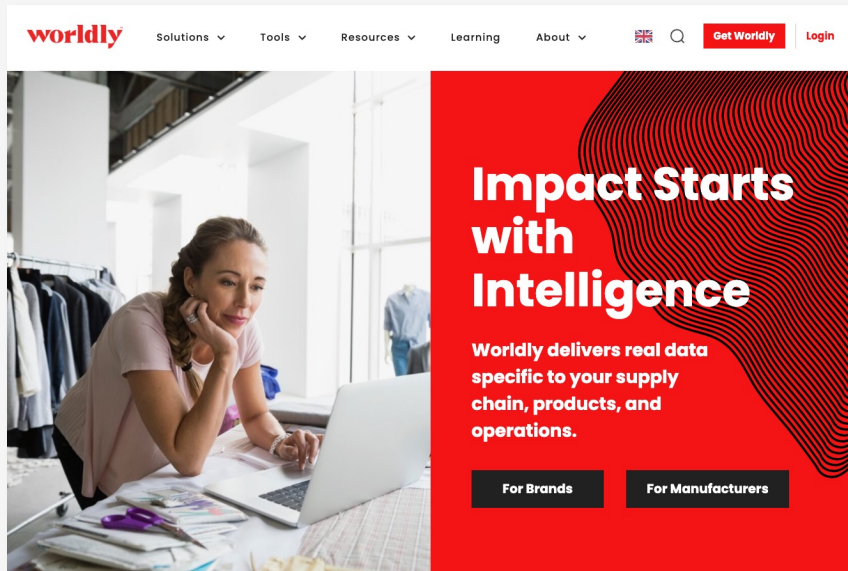 worldly
Solutions Tools Resources Learning About Get Worldly Login
Impact Starts
with
Intelligence
Worldly delivers real data
specific to your supply
chain, products, and
operations.
For Brands For Manufacturers